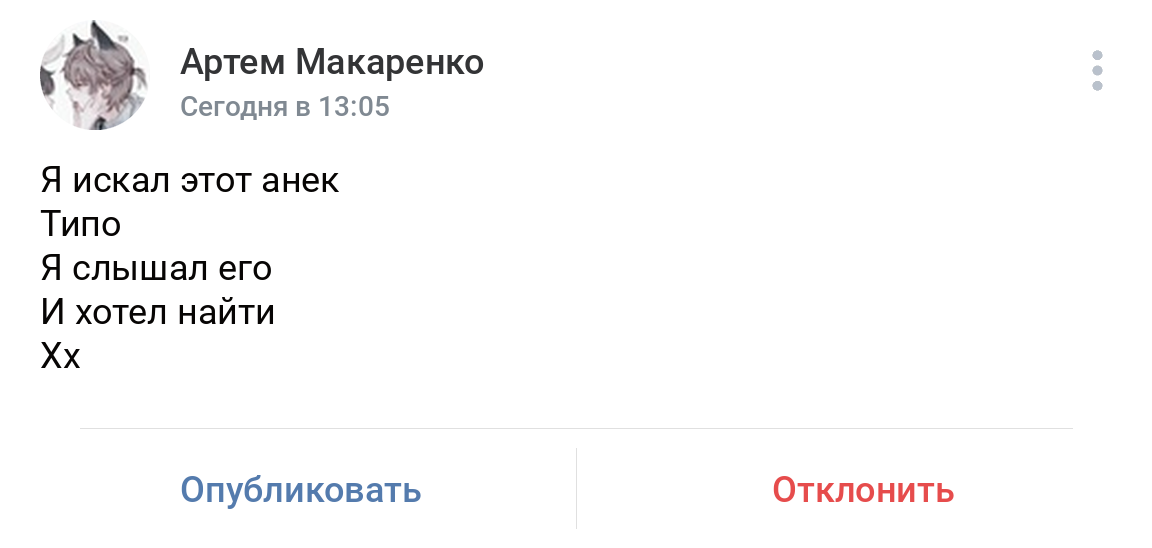 Артем Макаренко
Сегодня в 13:05
Я искал этот анек
Типо
Я слышал его
И хотел найти
Хх
Опубликовать
Отклонить